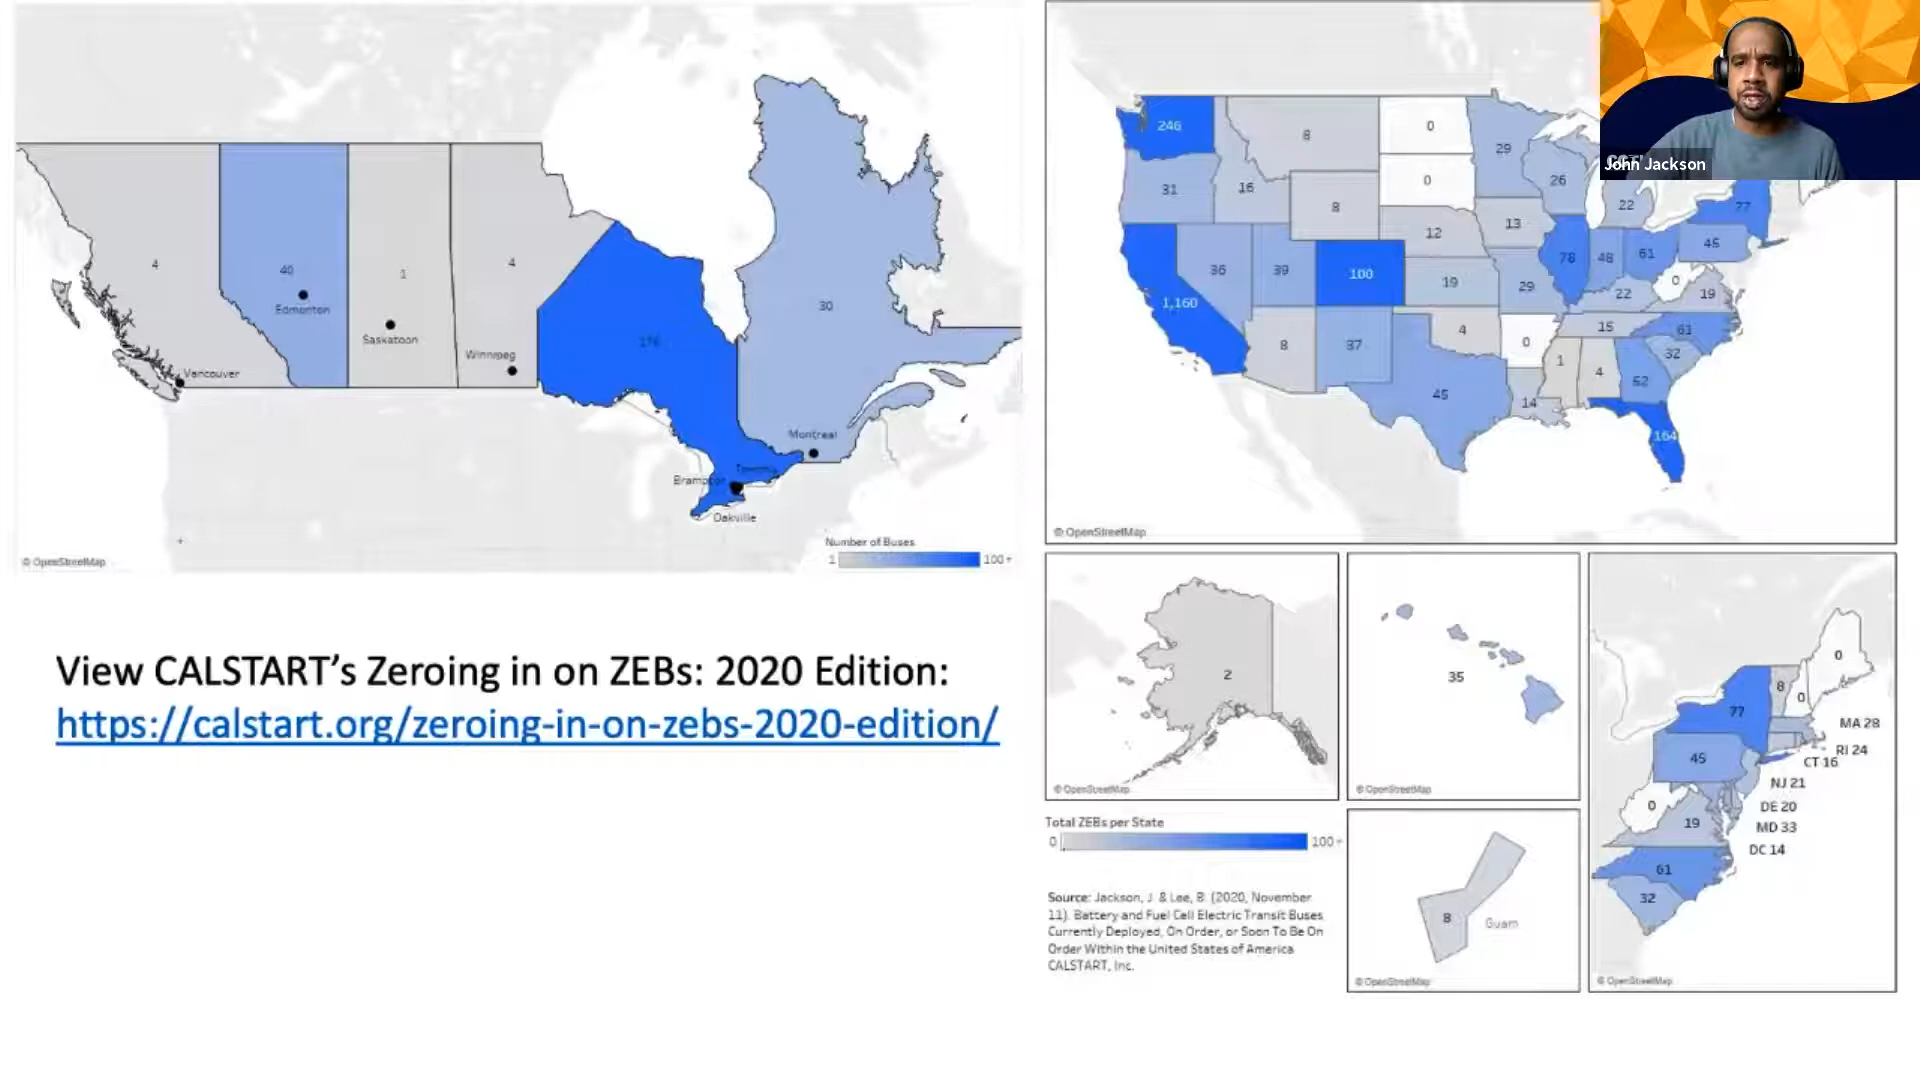 4
40
Edmonton
1
Saskatoon
4
Winnipeg
Vancouver
30
Montreal
Brampton
Oakville
Number of Buses
1
100+
© OpenStreetMap
View CALSTART’s Zeroing in on ZEBs: 2020 Edition:
https://calstart.org/zeroing-in-on-zebs-2020-edition/
246
8
0
29
31
16
8
0
26
22
77
12
13
1,160
36
39
100
19
29
78
48
61
45
0
22
19
8
37
4
0
15
61
32
1
4
52
45
14
164
© OpenStreetMap
John Jackson
2
© OpenStreetMap
35
© OpenStreetMap
Total ZEBs per State
0
100+
Source: Jackson, J. & Lee, B. (2020, November
11). Battery and Fuel Cell Electric Transit Buses
Currently Deployed, On Order, or Soon To Be On
Order Within the United States of America
CALSTART, Inc.
8
Guam
© OpenStreetMap
0
8
0
77
MA 28
RI 24
CT 16
45
NJ 21
DE 20
0
19
MD 33
DC 14
61
32
© OpenStreetMap